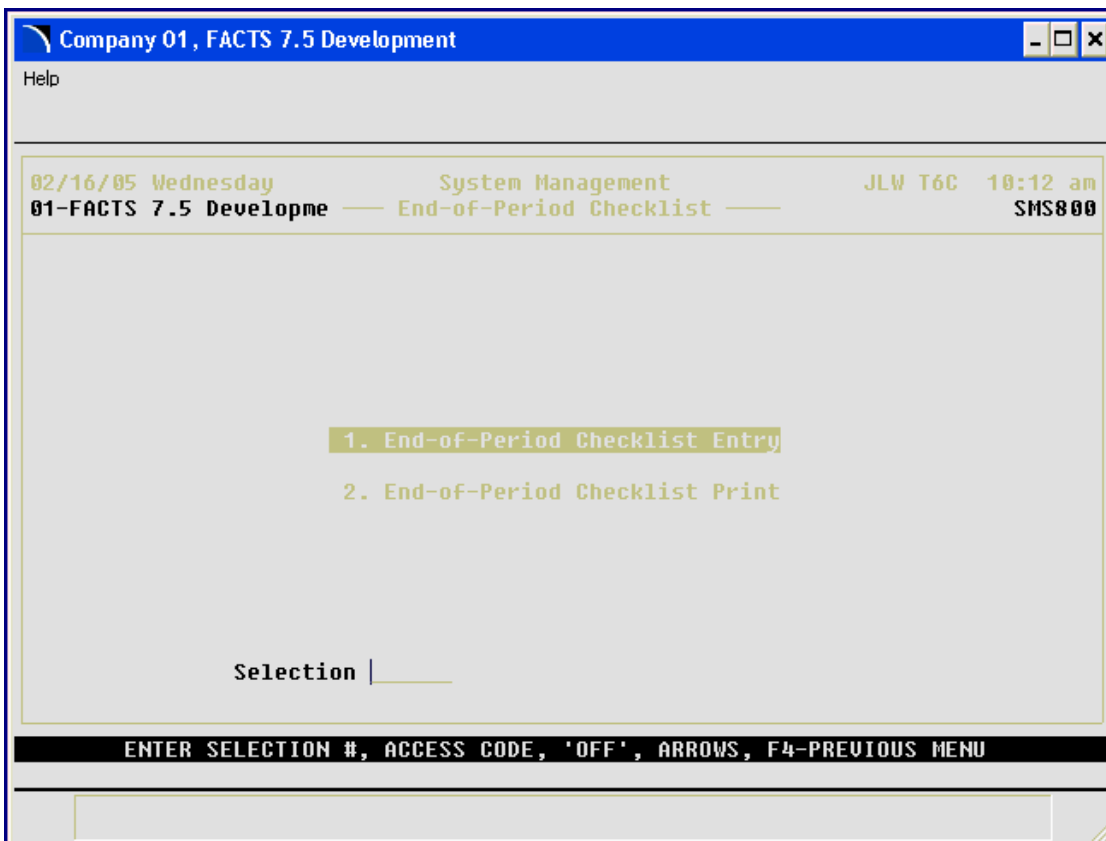 Company 01, FACTS 7.5 Development
Help
02/16/05 Wednesday System Management JLW T6C 10:12 am
01-FACTS 7.5 Developme —— End-of-Period Checklist —— SMS800
1. End-of-Period Checklist Entry
2. End-of-Period Checklist Print
Selection
ENTER SELECTION #, ACCESS CODE, 'OFF', ARROWS, F4-PREVIOUS MENU